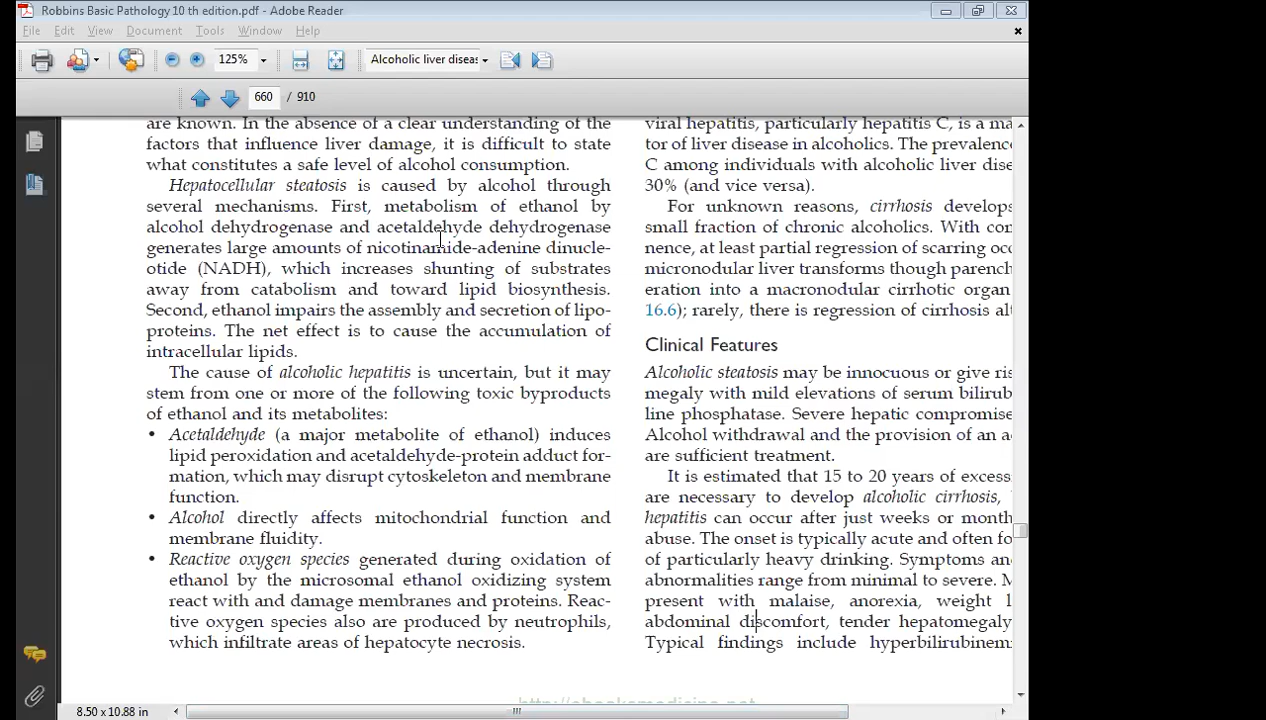 Robbins Basic Pathology 10 th edition.pdf - Adobe Reader
File Edit View Document Tools Window Help
125%
Alcoholic liver diseas
660 / 910
are known. In the absence of a clear understanding of the
factors that influence liver damage, it is difficult to state
what constitutes a safe level of alcohol consumption.
Hepatocellular steatosis is caused by alcohol through
several mechanisms. First, metabolism of ethanol by
alcohol dehydrogenase and acetaldehyde dehydrogenase
generates large amounts of nicotinamide-adenine dinucle-
otide (NADH), which increases shunting of substrates
away from catabolism and toward lipid biosynthesis.
Second, ethanol impairs the assembly and secretion of lipo-
proteins. The net effect is to cause the accumulation of
intracellular lipids.
The cause of alcoholic hepatitis is uncertain, but it may
stem from one or more of the following toxic byproducts
of ethanol and its metabolites:
• Acetaldehyde (a major metabolite of ethanol) induces
lipid peroxidation and acetaldehyde-protein adduct for-
mation, which may disrupt cytoskeleton and membrane
function.
• Alcohol directly affects mitochondrial function and
membrane fluidity.
• Reactive oxygen species generated during oxidation of
ethanol by the microsomal ethanol oxidizing system
react with and damage membranes and proteins. Reac-
tive oxygen species also are produced by neutrophils,
which infiltrate areas of hepatocyte necrosis.
viral hepatitis, particularly hepatitis C, is a ma
tor of liver disease in alcoholics. The prevalence
C among individuals with alcoholic liver dise
30% (and vice versa).
For unknown reasons, cirrhosis develops
small fraction of chronic alcoholics. With con
nence, at least partial regression of scarring occ
micronodular liver transforms though parench
eration into a macronodular cirrhotic organ
16.6); rarely, there is regression of cirrhosis alt
Clinical Features
Alcoholic steatosis may be innocuous or give ris
megaly with mild elevations of serum bilirub
line phosphatase. Severe hepatic compromise
Alcohol withdrawal and the provision of an a
are sufficient treatment.
It is estimated that 15 to 20 years of excess
are necessary to develop alcoholic cirrhosis,
hepatitis can occur after just weeks or month
abuse. The onset is typically acute and often fo
of particularly heavy drinking. Symptoms and
abnormalities range from minimal to severe. M
present with malaise, anorexia, weight l
abdominal discomfort, tender hepatomegaly
Typical findings include hyperbilirubinem
8.50 x 10.88 in